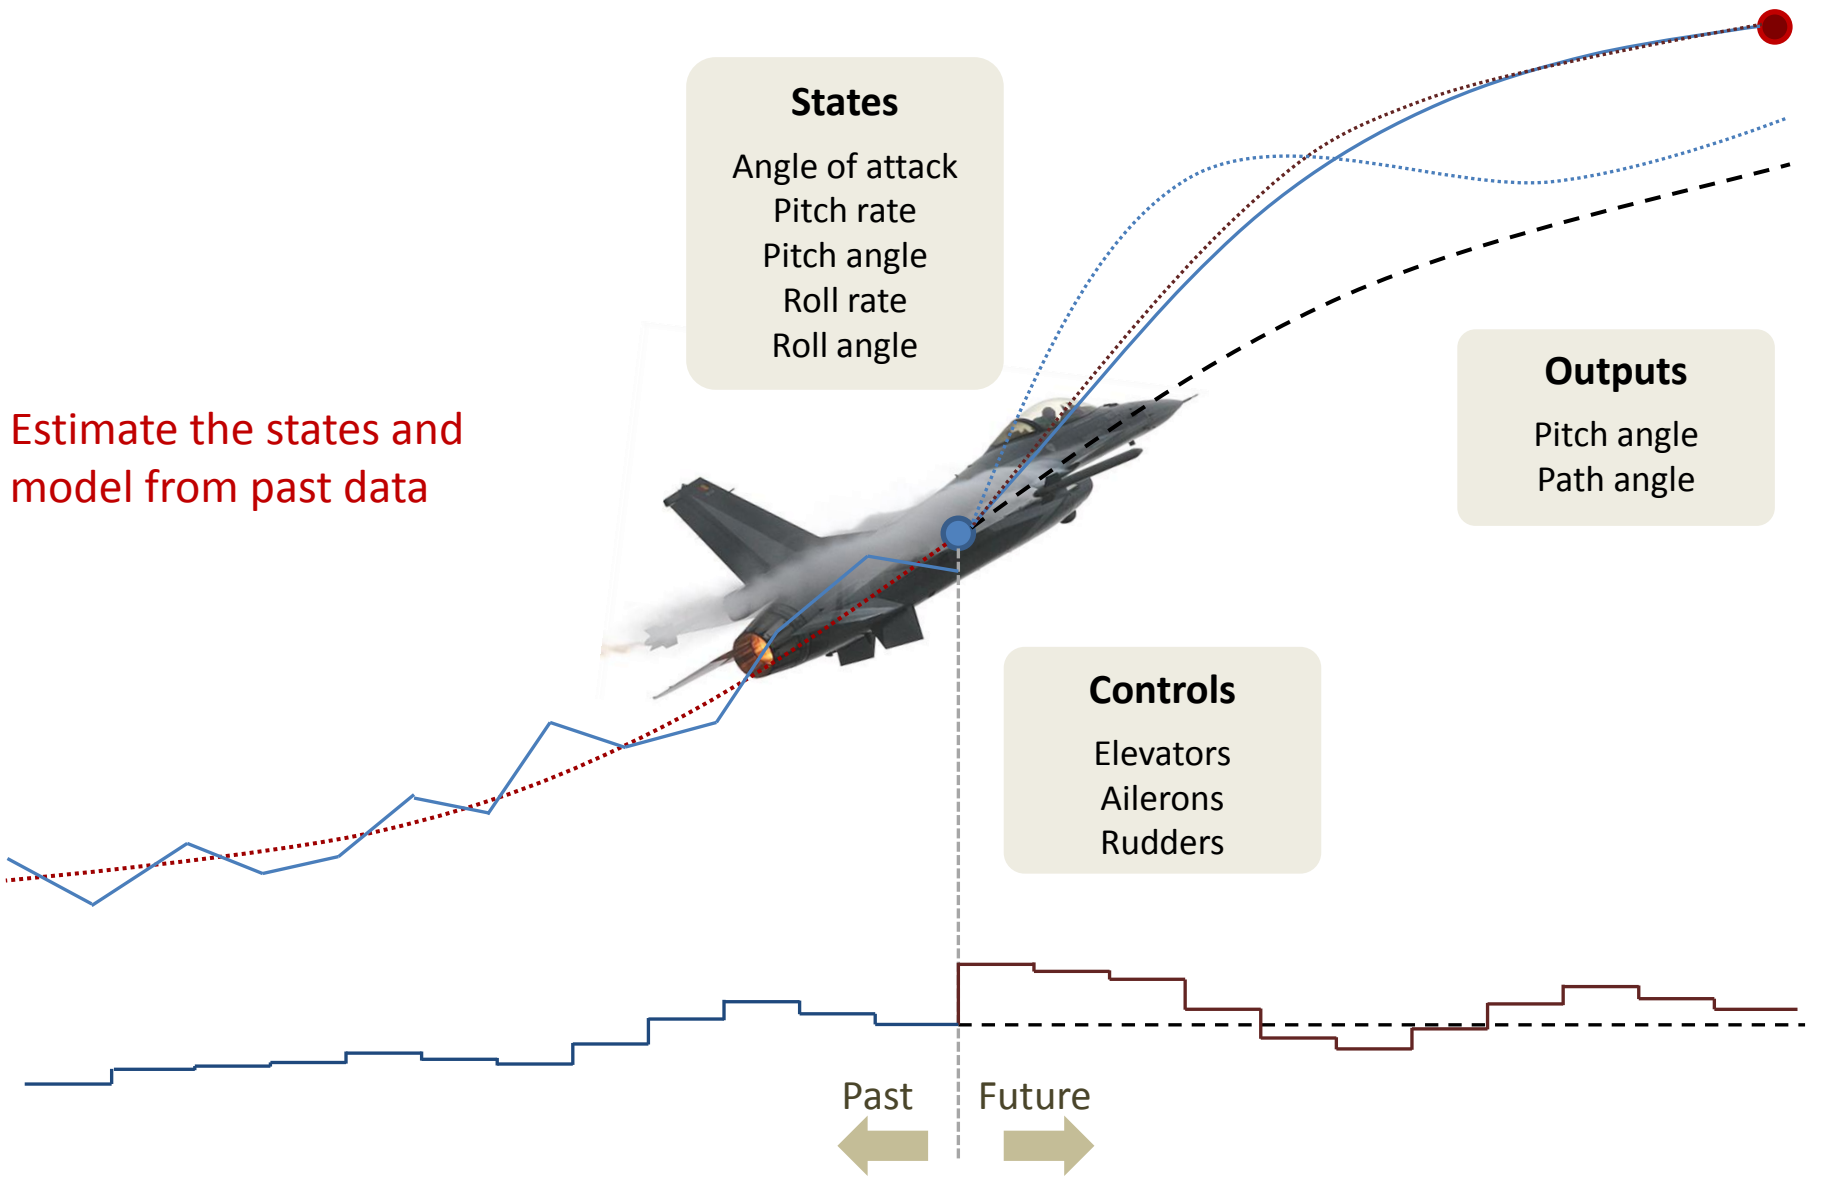 States
Angle of attack
Pitch rate
Pitch angle
Roll rate
Roll angle
Outputs
Pitch angle
Path angle
Estimate the states and
model from past data
Controls
Elevators
Ailerons
Rudders
Past
Future